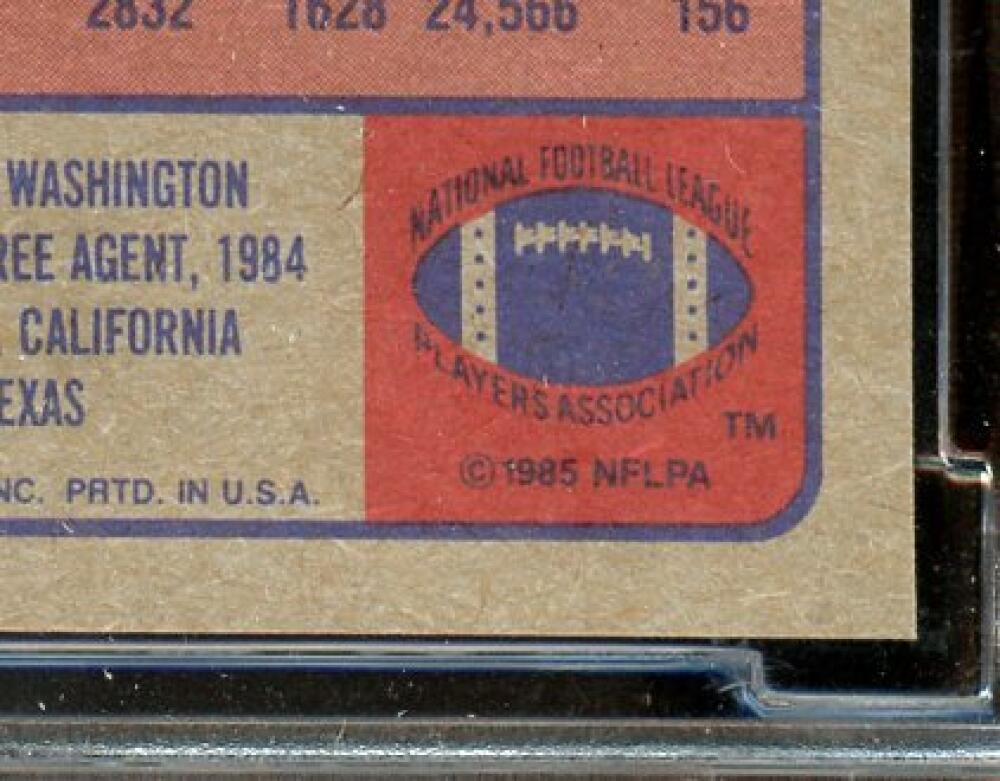 2832 1628 24,566 156
WASHINGTON
REE AGENT, 1984
, CALIFORNIA
EXAS
NC. PRTD. IN U.S.A.
NATIONAL FOOTBALL LEAGUE
PLAYERS ASSOCIATION
TM
© 1985 NFLPA